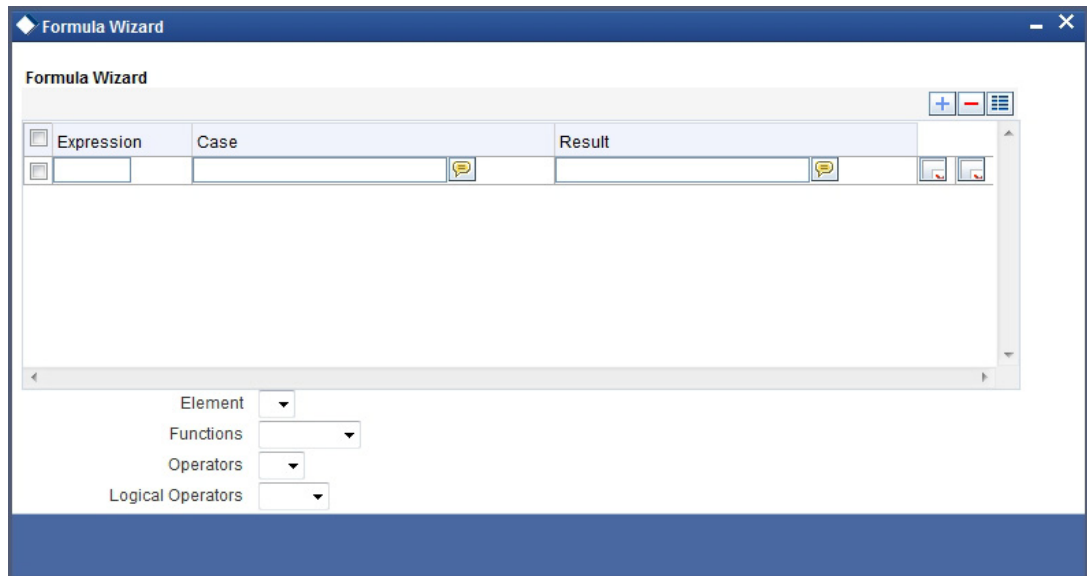 Formula Wizard
Formula Wizard
Expression Case Result
Element
Functions
Operators
Logical Operators